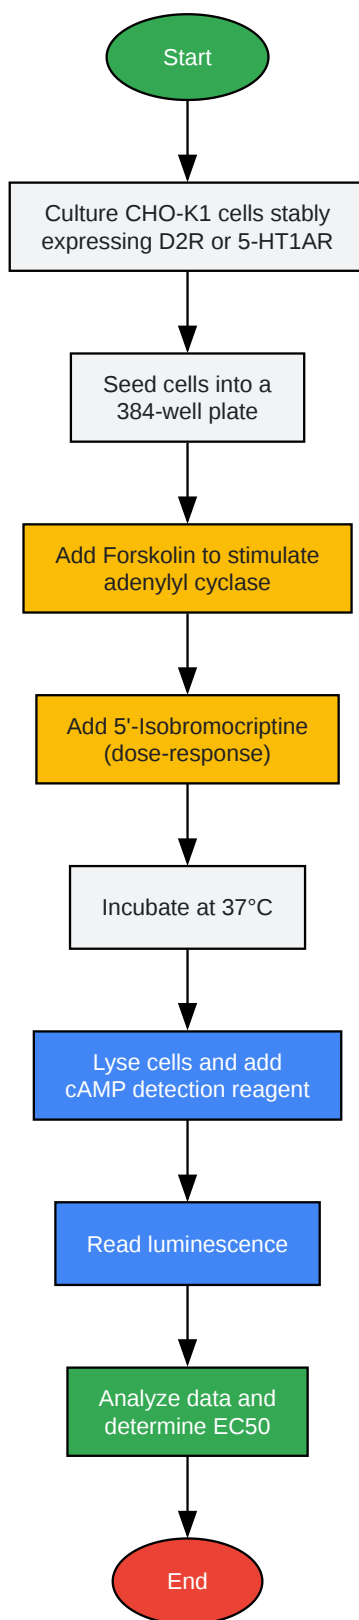 Start
Culture CHO-K1 cells stably
expressing D2R or 5-HT1AR
Seed cells into a
384-well plate
Add Forskolin to stimulate
adenylyl cyclase
Add 5'-Isobromocriptine
(dose-response)
Incubate at 37°C
Lyse cells and add
cAMP detection reagent
Read luminescence
Analyze data and
determine EC50
End